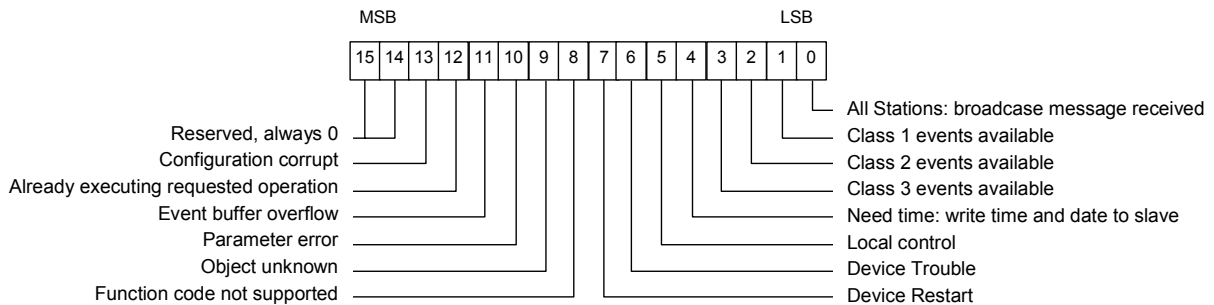 MSB LSB
15 14 13 12 11 10 9 8 7 6 5 4 3 2 1 0
Reserved, always 0
Configuration corrupt
Already executing requested operation
Event buffer overflow
Parameter error
Object unknown
Function code not supported
All Stations: broadcase message received
Class 1 events available
Class 2 events available
Class 3 events available
Need time: write time and date to slave
Local control
Device Trouble
Device Restart